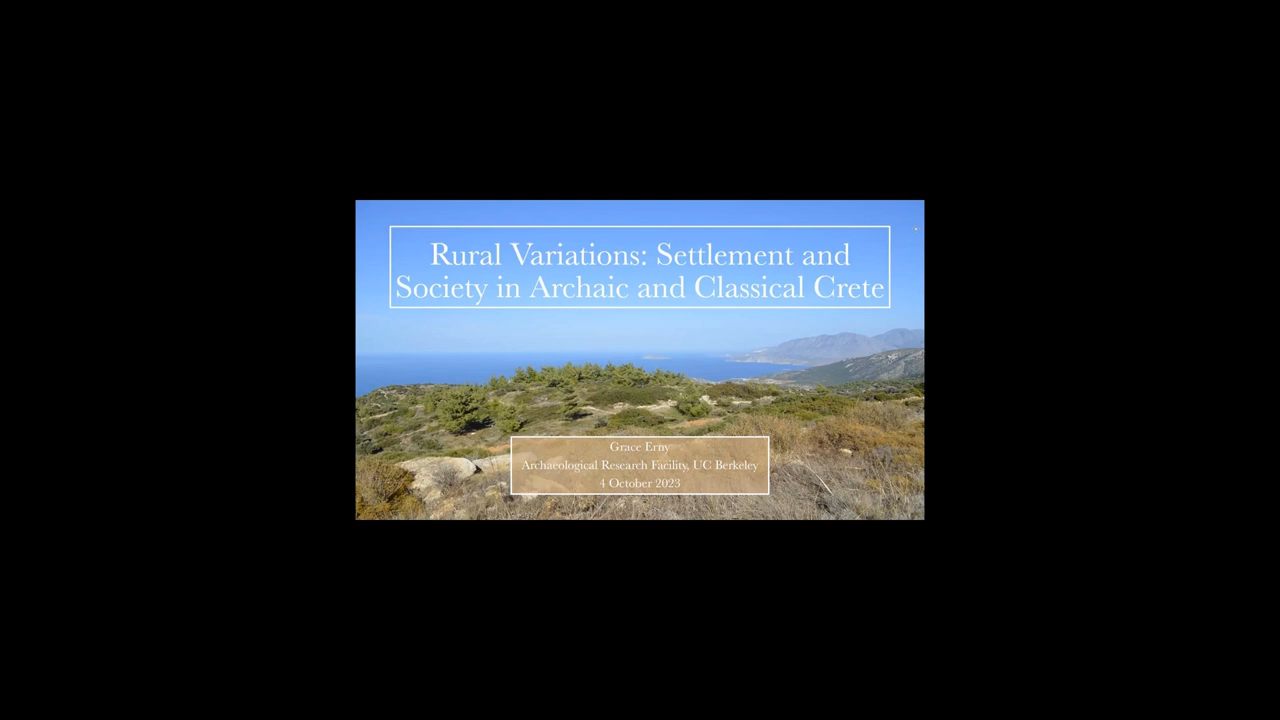 Rural Variations: Settlement and
Society in Archaic and Classical Crete
Grace Erny
Archaeological Research Facility, UC Berkeley
4 October 2023